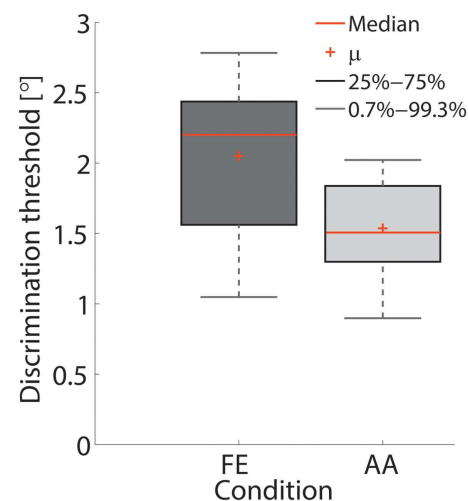 Discrimination threshold [°]
3
2.5
2
1.5
1
0.5
0
Median
μ
25%−75%
0.7%−99.3%
FE
AA
Condition